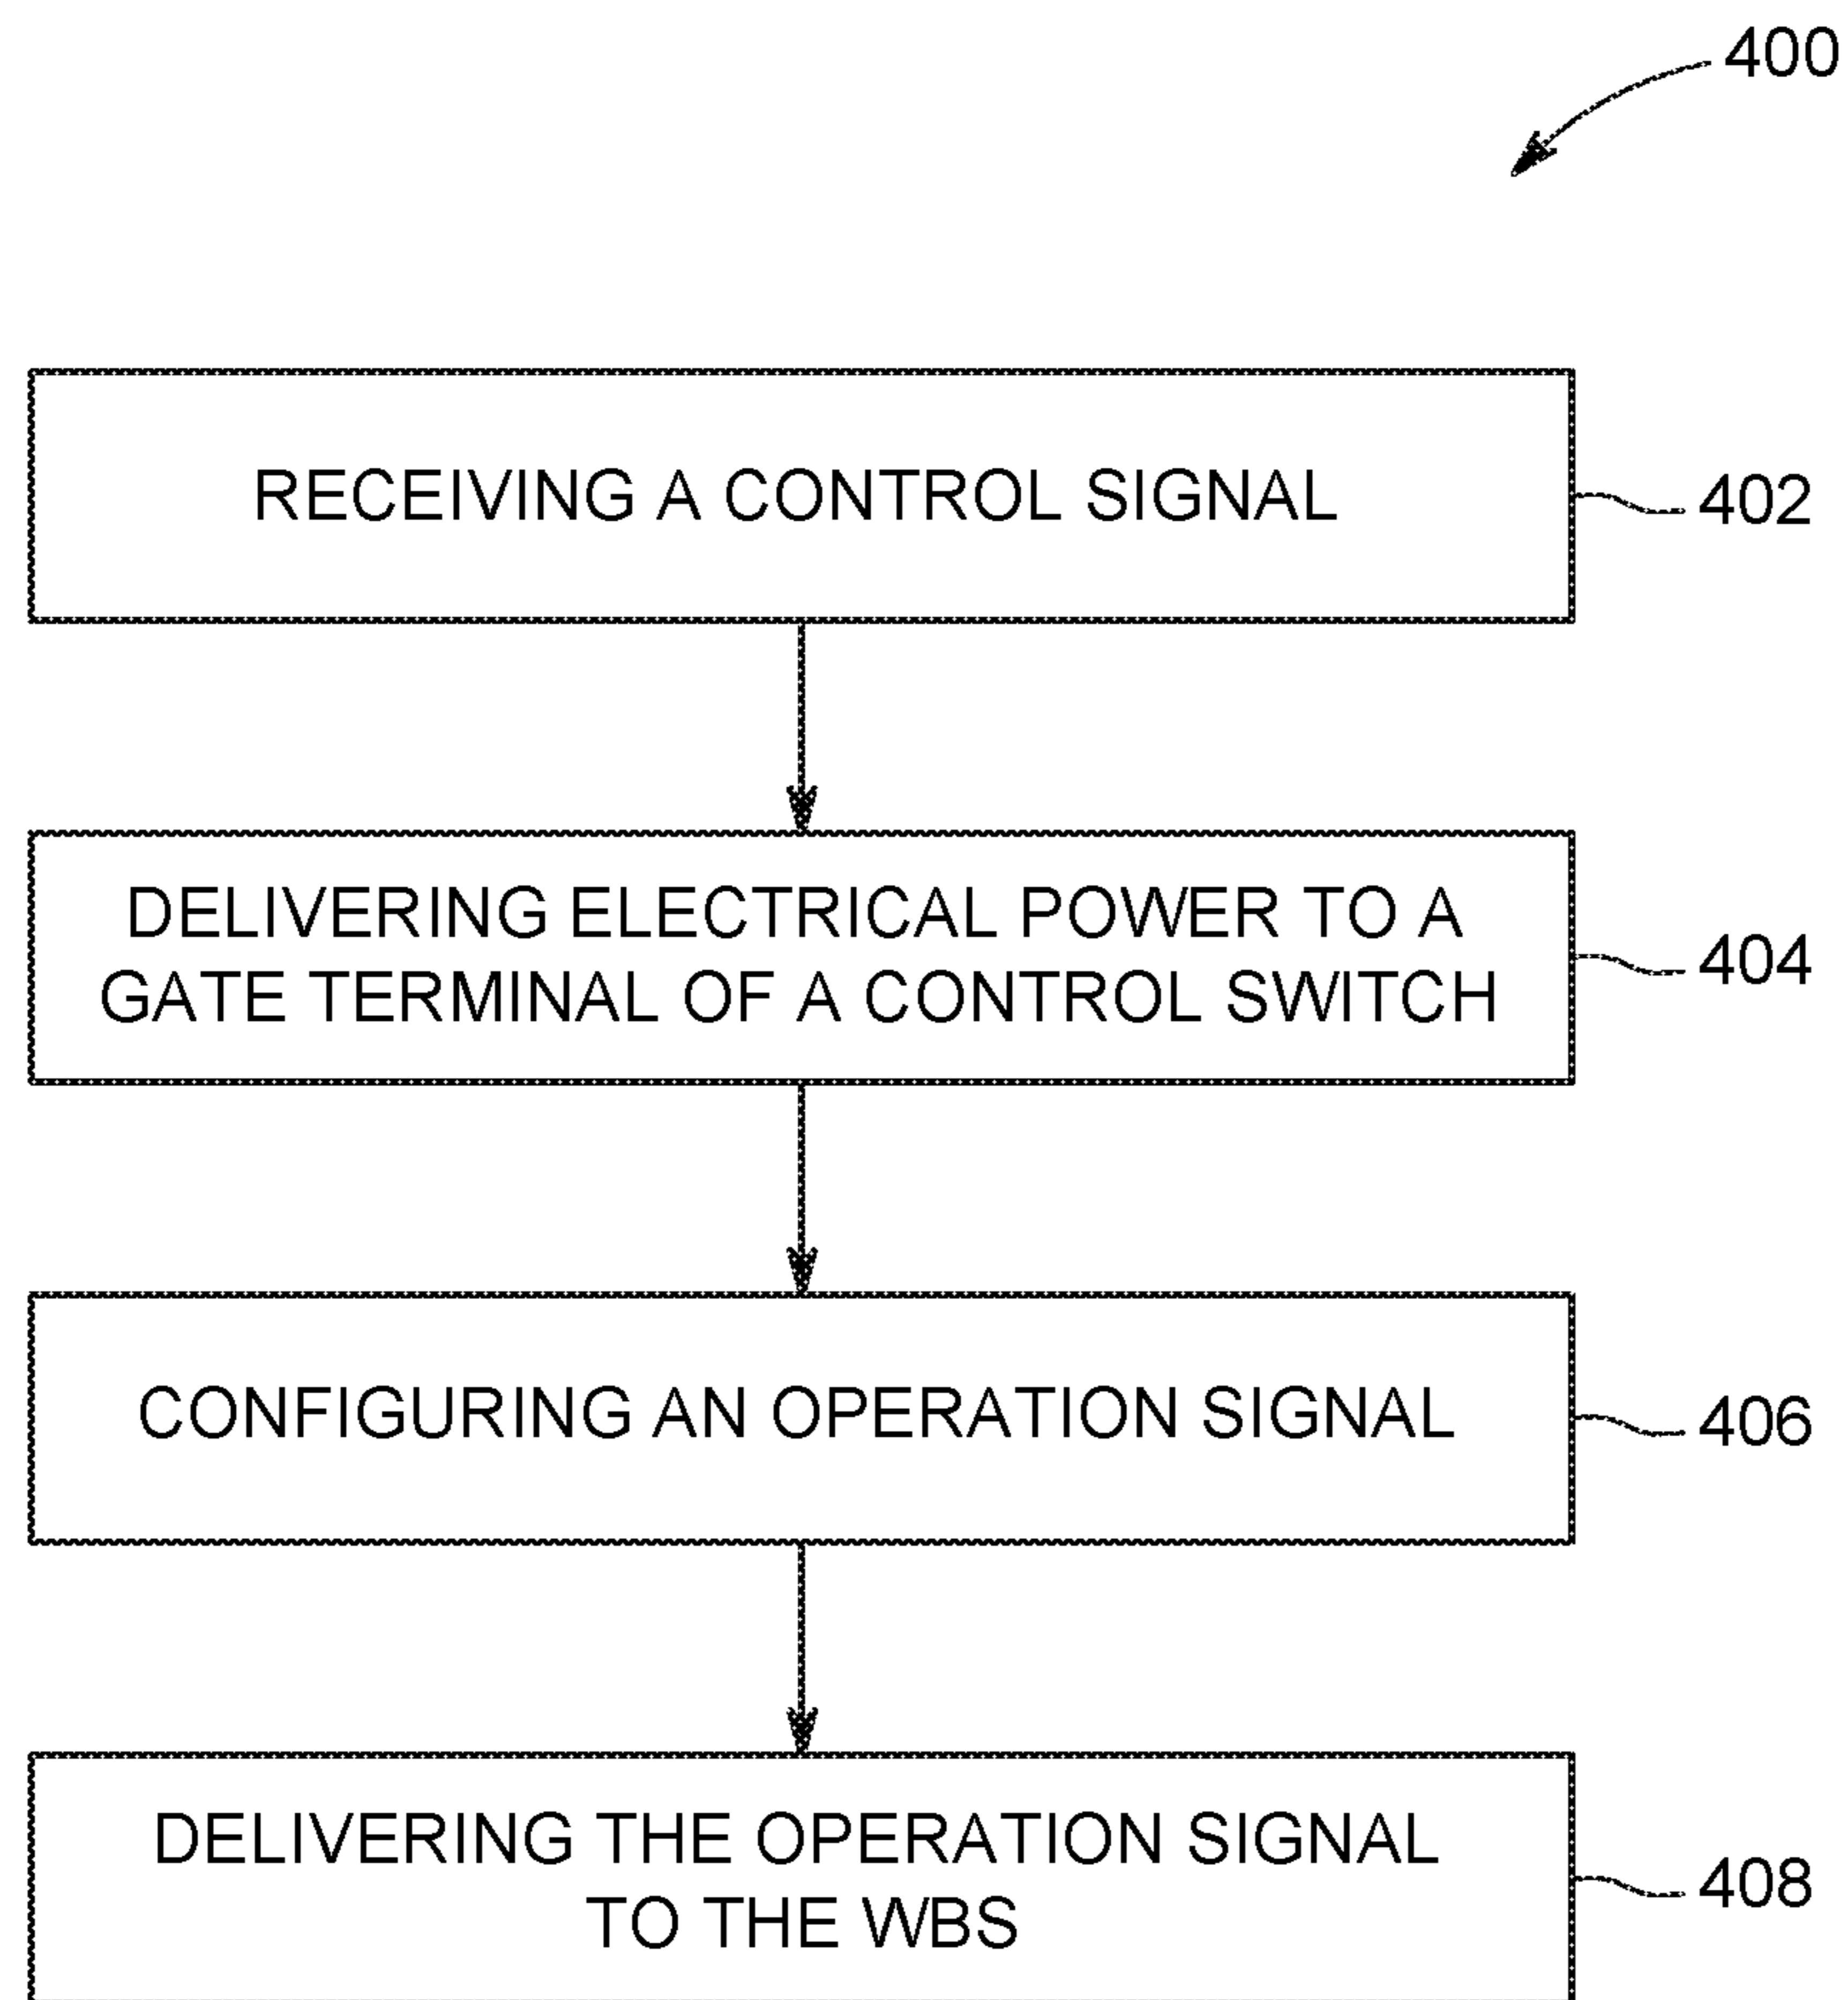 400
RECEIVING A CONTROL SIGNAL
402
DELIVERING ELECTRICAL POWER TO A
GATE TERMINAL OF A CONTROL SWITCH
404
CONFIGURING AN OPERATION SIGNAL
406
DELIVERING THE OPERATION SIGNAL
TO THE WBS
408